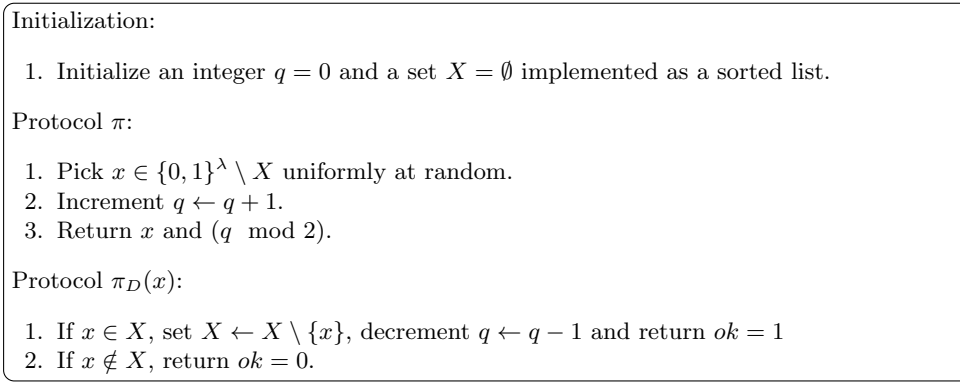 Initialization:
1. Initialize an integer q = 0 and a set X = ∅ implemented as a sorted list.
Protocol π:
1. Pick x ∈ {0, 1}^λ \ X uniformly at random.
2. Increment q ← q + 1.
3. Return x and (q mod 2).
Protocol π_D(x):
1. If x ∈ X, set X ← X \ {x}, decrement q ← q − 1 and return ok = 1
2. If x ∉ X, return ok = 0.